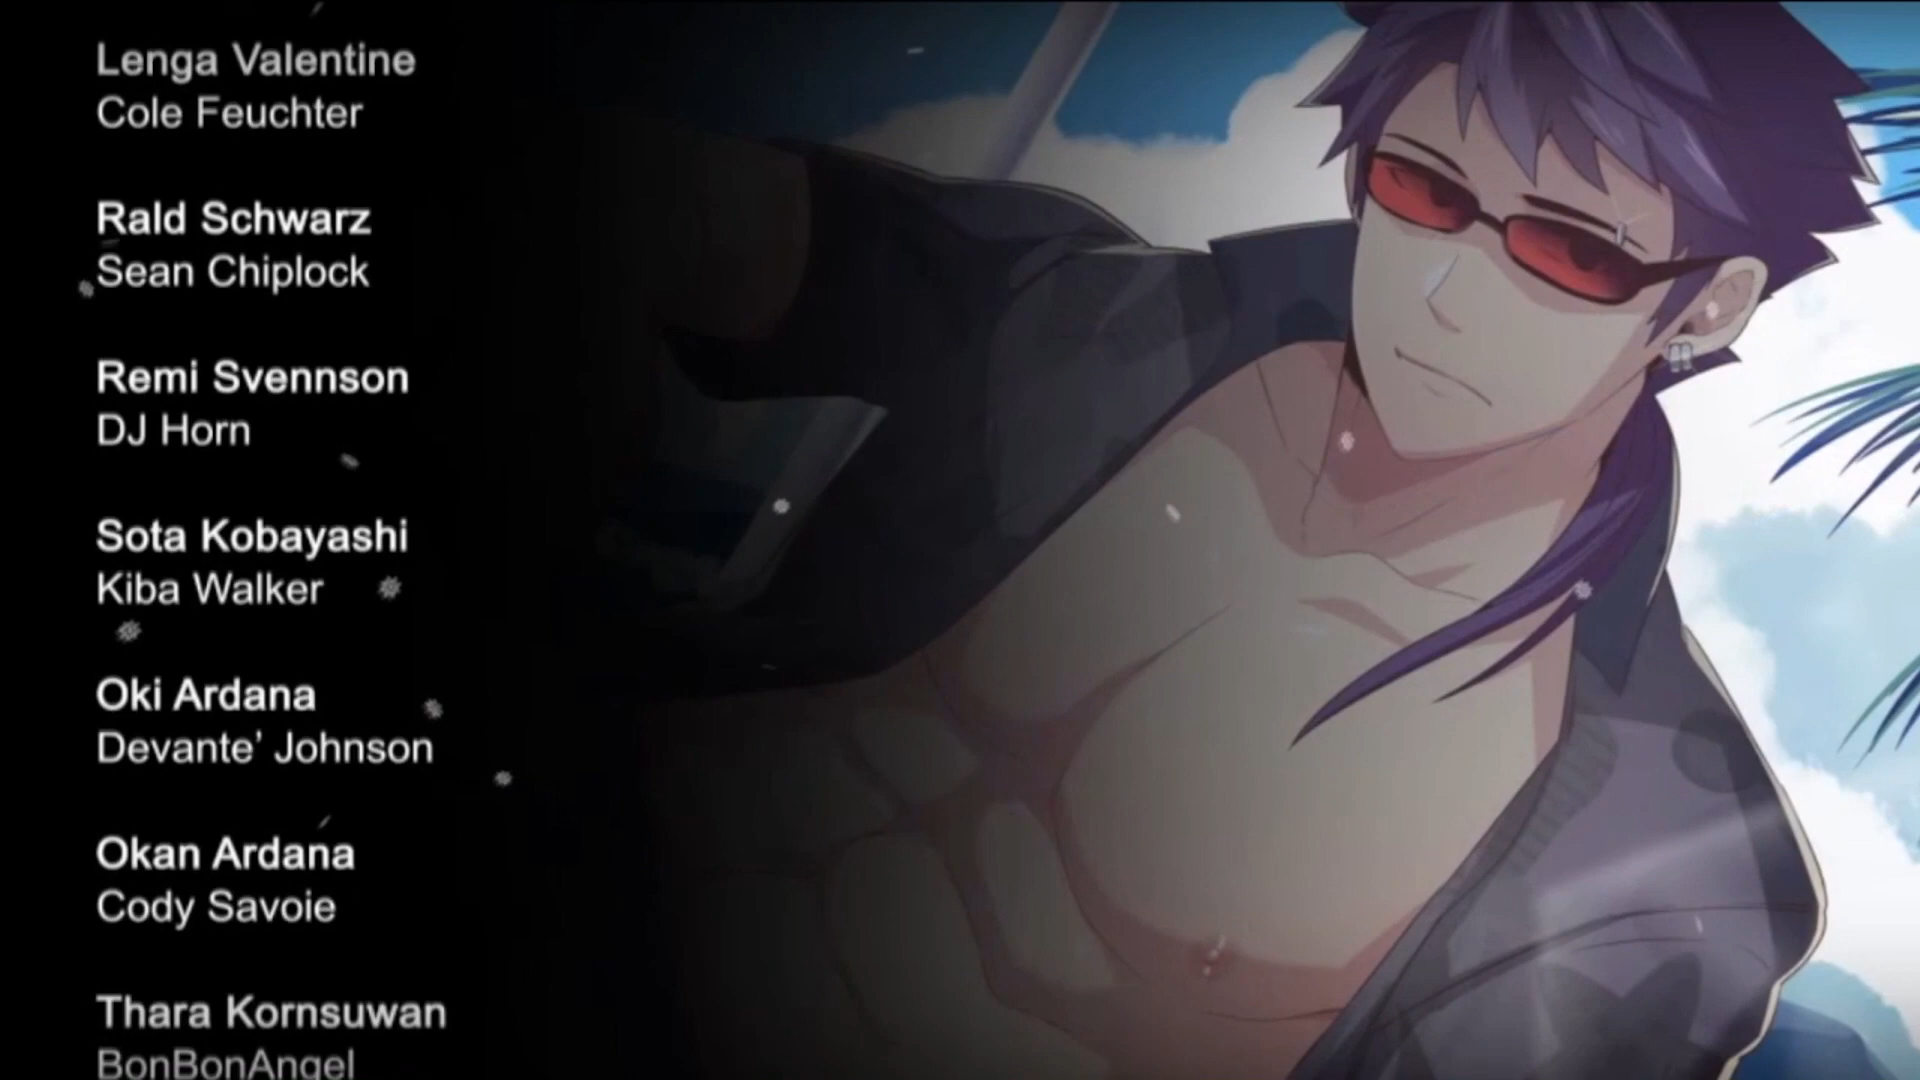 Lenga Valentine
Cole Feuchter
Rald Schwarz
Sean Chiplock
Remi Svennson
DJ Horn
Sota Kobayashi
Kiba Walker
Oki Ardana
Devante' Johnson
Okan Ardana
Cody Savoie
Thara Kornsuwan
BonBonAngel